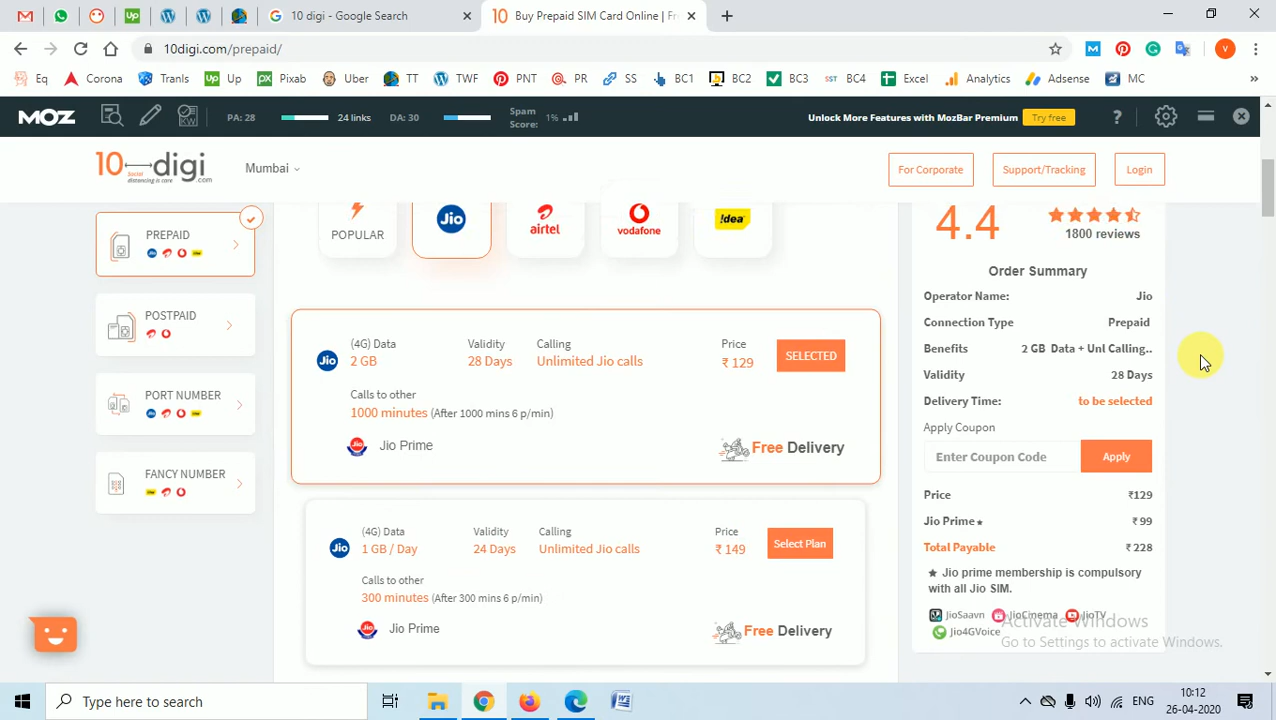 10 digi - Google Search
Buy Prepaid SIM Card Online | Fr
10digi.com/prepaid/
Eq Corona Transls Up Pixab Uber TT TWF PNT PR SS BC1 BC2 BC3 BC4 Excel Analytics Adsense MC
MOZ PA: 28 24 links DA: 30 Spam Score: 1% Unlock More Features with MozBar Premium Try free
10 digi
Social distancing is care .com
Mumbai
For Corporate
Support/Tracking
Login
PREPAID
POSTPAID
PORT NUMBER
FANCY NUMBER
POPULAR
Jio
airtel
vodafone
!dea
(4G) Data Validity Calling Price
Jio 2 GB 28 Days Unlimited Jio calls ₹ 129 SELECTED
Calls to other
1000 minutes (After 1000 mins 6 p/min)
Jio Prime Free Delivery
(4G) Data Validity Calling Price
Jio 1 GB / Day 24 Days Unlimited Jio calls ₹ 149 Select Plan
Calls to other
300 minutes (After 300 mins 6 p/min)
Jio Prime Free Delivery
4.4
1800 reviews
Order Summary
Operator Name: Jio
Connection Type Prepaid
Benefits 2 GB Data + Unl Calling..
Validity 28 Days
Delivery Time: to be selected
Apply Coupon
Enter Coupon Code Apply
Price ₹129
Jio Prime★ ₹ 99
Total Payable ₹ 228
★ Jio prime membership is compulsory
with all Jio SIM.
JioSaavn JioCinema JioTV
Jio4GVoice
Activate Windows
Go to Settings to activate Windows.
Type here to search
ENG
10:12
26-04-2020